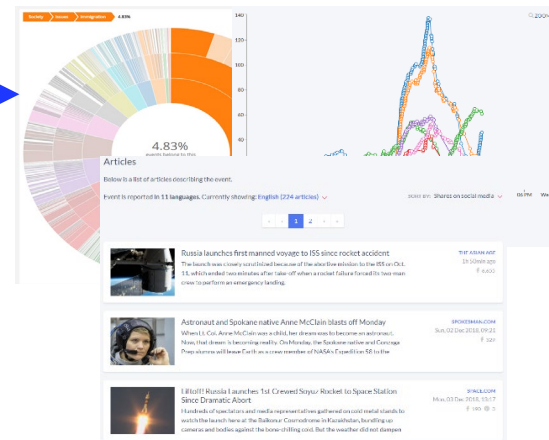 Society Issues Immigration 4.83%
ZOOM
140
120
100
80
60
40
4.83%
events belong to this
Articles
Below is a list of articles describing the event.
Event is reported in 11 languages. Currently showing: English (224 articles)
SORT BY: Shares on social media
1 2
Russia launches first manned voyage to ISS since rocket accident
THE ASIAN AGE
The launch was closely scrutinized because of the abortive mission to the ISS on Oct.
11, which ended two minutes after take-off when a rocket failure forced its two-man
crew to perform an emergency landing.
Astronaut and Spokane native Anne McClain blasts off Monday
SPOKESMAN.COM
Sun, 02 Dec 2018, 09:21
When Lt. Col. Anne McClain was a child, her dream was to become an astronaut.
Now, that dream is becoming reality. On Monday, the Spokane native and Gonzaga
Prep alumna will leave Earth as a crew member of NASA's Expedition 58 to the
Liftoff! Russia Launches 1st Crewed Soyuz Rocket to Space Station
Since Dramatic Abort
SPACE.COM
Mon, 03 Dec 2018, 13:17
Hundreds of spectators and media representatives gathered on cold metal stands to
watch the launch here at the Baikonur Cosmodrome in Kazakhstan, bundling up
cameras and bodies against the bone-chilling cold. But the weather did not dampen